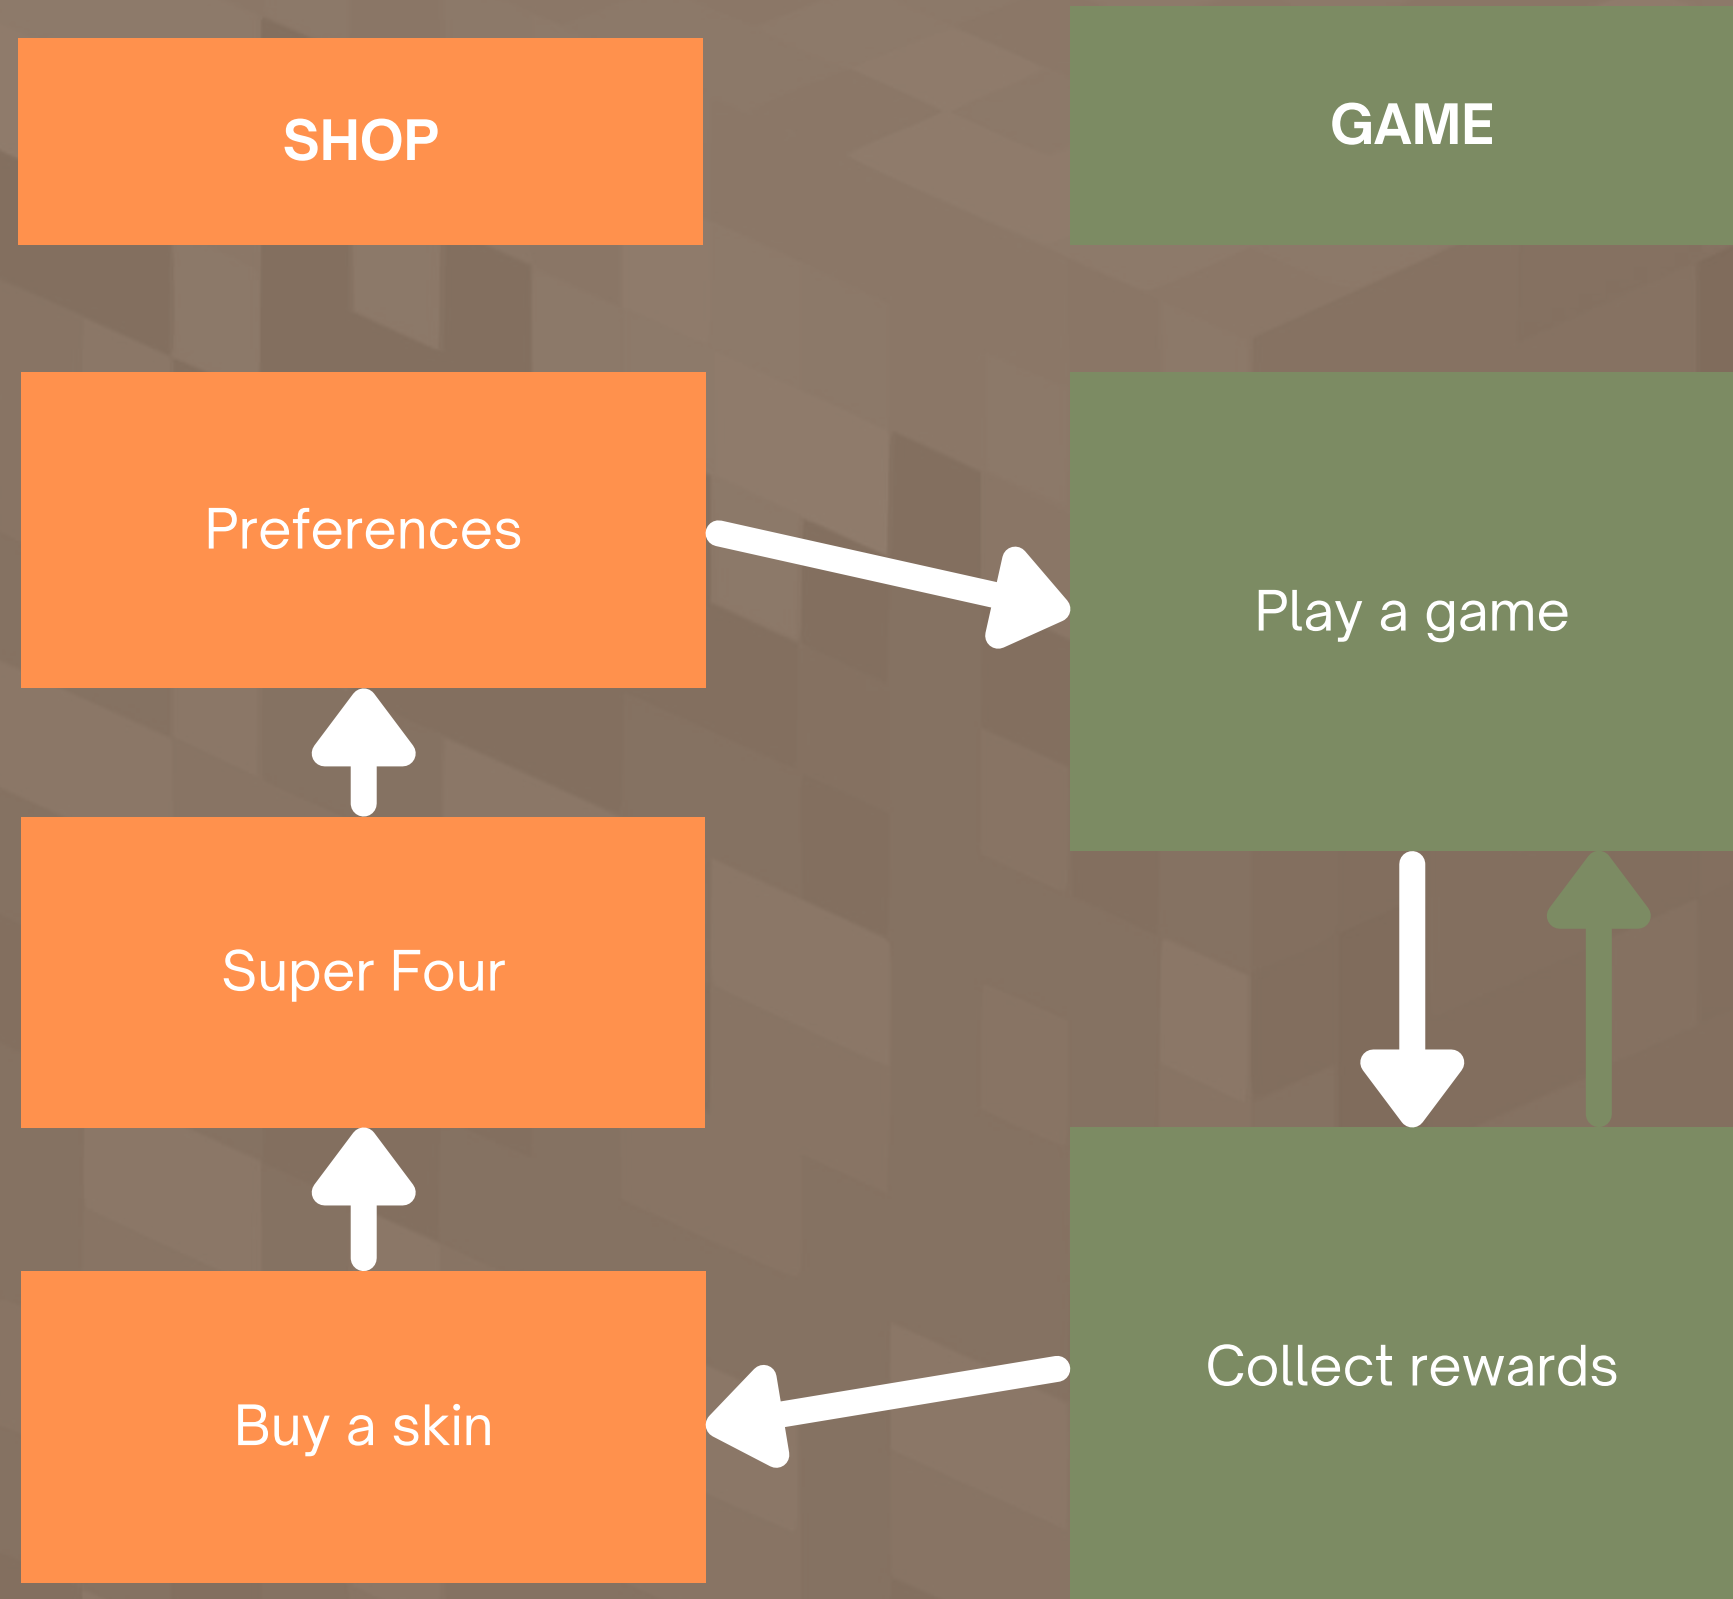 SHOP
GAME
Preferences
Play a game
Super Four
Collect rewards
Buy a skin